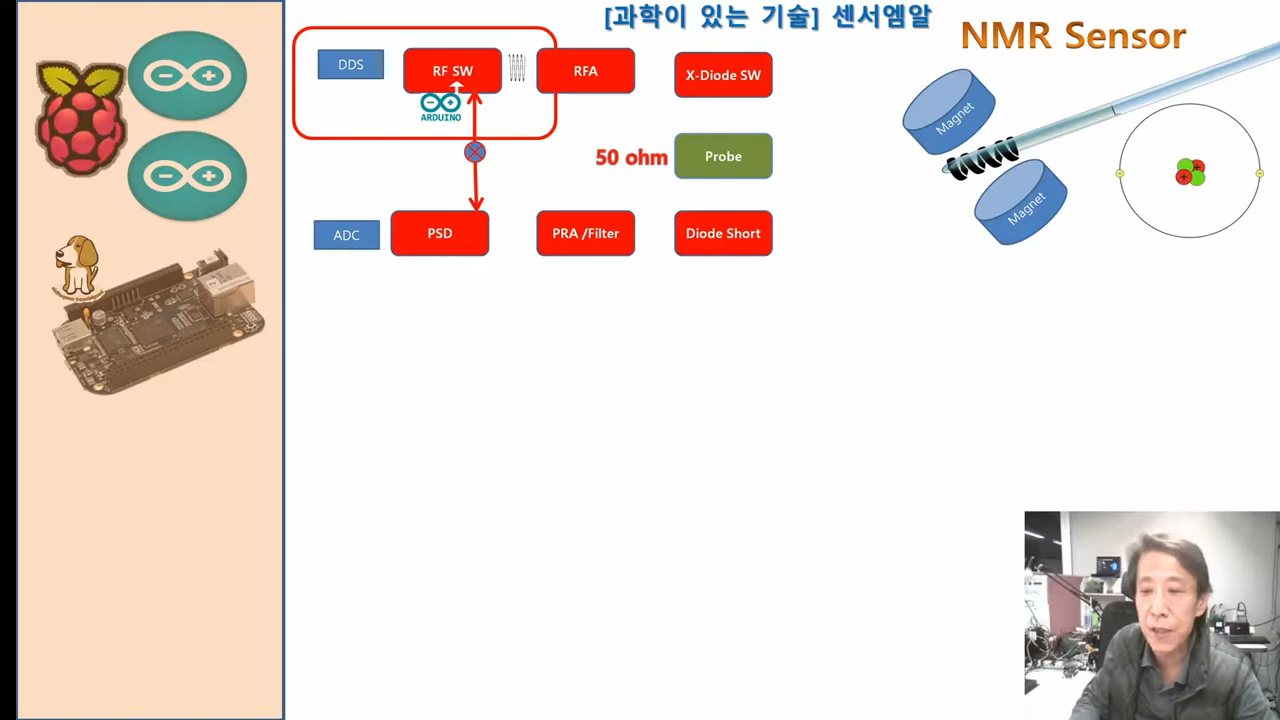 [과학이 있는 기술] 센서엠알
NMR Sensor
DDS
RF SW
RFA
X-Diode SW
ARDUINO
Magnet
50 ohm
Probe
Magnet
ADC
PSD
PRA /Filter
Diode Short